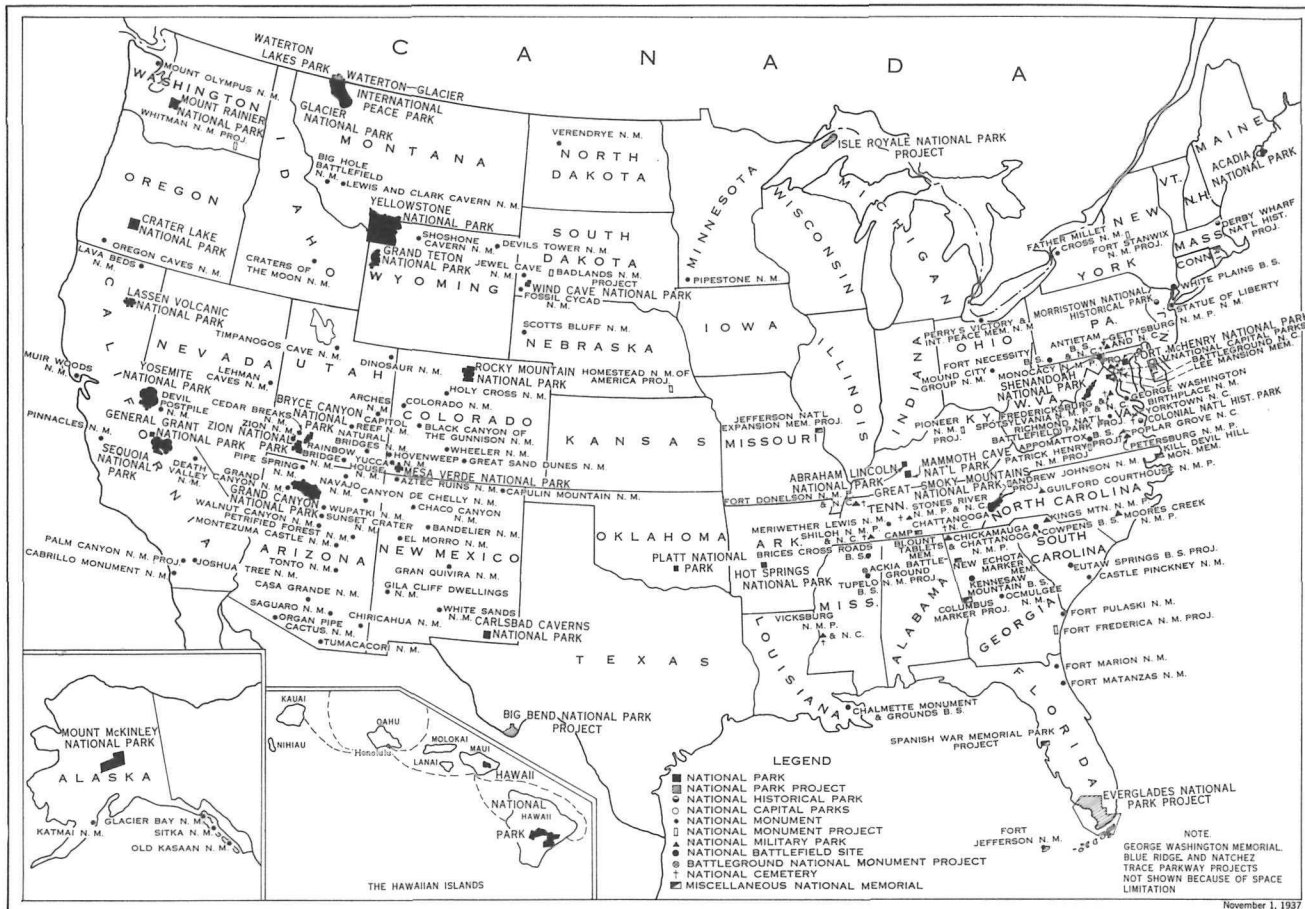 CANADA
WATERTON
LAKES PARK
WATERTON—GLACIER
INTERNATIONAL
PEACE PARK
MOUNT OLYMPUS N. M.
WASHINGTON
MOUNT RAINIER
NATIONAL PARK
WHITMAN N. M. PROJ.
GLACIER
NATIONAL PARK
MONTANA
BIG HOLE
BATTLEFIELD
N. M.
LEWIS AND CLARK CAVERN N. M.
IDAHO
OREGON
CRATER LAKE
NATIONAL PARK
OREGON CAVES N. M.
LAVA BEDS
N. M.
CRATERS OF
THE MOON N. M.
YELLOWSTONE
NATIONAL PARK
SHOSHONE
CAVERN N. M.
GRAND TETON
NATIONAL PARK
WYOMING
DEVILS TOWER N. M.
VERENDRYE N. M.
NORTH
DAKOTA
SOUTH
DAKOTA
JEWEL CAVE
N. M.
BADLANDS N. M.
PROJECT
WIND CAVE NATIONAL PARK
FOSSIL CYCAD
N. M.
SCOTTS BLUFF N. M.
NEBRASKA
HOMESTEAD N. M. OF
AMERICA PROJ.
MINNESOTA
PIPESTONE N. M.
ISLE ROYALE NATIONAL PARK
PROJECT
WISCONSIN
MICHIGAN
IOWA
ILLINOIS
INDIANA
OHIO
MAINE
ACADIA
NATIONAL PARK
VT.
N.H.
NEW
YORK
MASS.
CONN.
DERBY WHARF
NAT'L HIST.
PROJ.
FATHER MILLET
CROSS N. M.
FORT STANWIX
N. M. PROJ.
WHITE PLAINS B. S.
STATUE OF LIBERTY
N. M.
MORRISTOWN NATIONAL
HISTORICAL PARK
PA.
PERRY'S VICTORY &
INT. PEACE MEM. N. M.
ANTIETAM
B. S.
& N. C.
GETTYSBURG N. M. P.
AND N. C.
FORT MCHENRY NATIONAL PARK
NATIONAL CAPITAL PARKS
BATTLEGROUND N. C.
LEE MANSION MEM.
FORT NECESSITY
MOUND CITY
GROUP N. M.
MONOCACY N. M. P.
SHENANDOAH
NATIONAL PARK
W. VA.
VA.
GEORGE WASHINGTON
BIRTHPLACE N. M.
YORKTOWN N. C.
COLONIAL NAT'L HIST. PARK
POPLAR GROVE N. C.
PETERSBURG N. M. P.
KILL DEVIL HILL
MON. MEM.
FREDERICKSBURG &
SPOTSYLVANIA N. M. P. & N. C.
RICHMOND NAT'L
BATTLEFIELD PARK PROJ.
APPOMATTOX B. S.
PATRICK HENRY
N. M. PROJ.
PIONEER
N. M.
PROJ.
KY.
LASSEN VOLCANIC
NATIONAL PARK
CALIFORNIA
NEVADA
UTAH
TIMPANOGOS CAVE N. M.
LEHMAN
CAVES N. M.
DINOSAUR N. M.
MUIR WOODS
N. M.
YOSEMITE
NATIONAL PARK
DEVIL
POSTPILE
N. M.
PINNACLES N. M.
GENERAL GRANT
NATIONAL PARK
SEQUOIA
NATIONAL
PARK
DEATH
VALLEY N. M.
CEDAR BREAKS
N. M.
ZION N. M.
ZION NATIONAL
PARK
BRYCE CANYON
NATIONAL
PARK
ARCHES
N. M.
CAPITOL
REEF N. M.
NATURAL
BRIDGES
N. M.
RAINBOW
BRIDGE
N. M.
PIPE SPRING
N. M.
HOVENWEEP
N. M.
YUCCA
HOUSE
N. M.
MESA VERDE NATIONAL PARK
AZTEC RUINS N. M.
ROCKY MOUNTAIN
NATIONAL PARK
HOLY CROSS N. M.
COLORADO N. M.
COLORADO
BLACK CANYON OF
THE GUNNISON N. M.
WHEELER N. M.
GREAT SAND DUNES N. M.
CAPULIN MOUNTAIN N. M.
GRAND
CANYON N. M.
GRAND CANYON
NATIONAL
PARK
NAVAJO
N. M.
CANYON DE CHELLY N. M.
CHACO CANYON
N. M.
WUPATKI N. M.
WALNUT
CANYON N. M.
SUNSET CRATER
N. M.
PETRIFIED FOREST N. M.
MONTEZUMA CASTLE N. M.
BANDELIER N. M.
EL MORRO N. M.
ARIZONA
NEW MEXICO
TONTO N. M.
GRAN QUIVIRA N. M.
PALM CANYON N. M. PROJ.
CABRILLO MONUMENT N. M.
JOSHUA
TREE N. M.
CASA GRANDE N. M.
GILA CLIFF DWELLINGS
N. M.
SAGUARO N. M.
ORGAN PIPE
CACTUS N. M.
CHIRICAHUA N. M.
TUMACACORI N. M.
WHITE SANDS
N. M.
CARLSBAD CAVERNS
NATIONAL PARK
KANSAS
MISSOURI
JEFFERSON NAT'L
EXPANSION MEM. PROJ.
OKLAHOMA
PLATT NATIONAL
PARK
ARK.
HOT SPRINGS
NATIONAL PARK
TEXAS
BIG BEND NATIONAL PARK
PROJECT
LOUISIANA
CHALMETTE MONUMENT
& GROUNDS B. S.
ABRAHAM LINCOLN
NATIONAL PARK
MAMMOTH CAVE
NAT'L PARK
FORT DONELSON N. M. P.
& N. C.
GREAT SMOKY MOUNTAINS
NATIONAL PARK
ANDREW JOHNSON N. M.
PROJ.
TENN.
STONES RIVER
N. M. P. & N. C.
GUILFORD COURTHOUSE N. M. P.
NORTH CAROLINA
MERIWETHER LEWIS N. M.
SHILOH N. M. P.
& N. C.
CHATTANOOGA
N. C.
CAMP
BLOUNT
TABLETS
MEM.
CHICKAMAUGA
& CHATTANOOGA
N. M. P.
KINGS MTN. N. M. P.
COWPENS B. S.
MOORES CREEK
N. M. P.
BRICES CROSS ROADS
B. S.
ACKIA BATTLE-
GROUND
N. M. PROJ.
TUPELO
B. S.
NEW ECHOTA
MARKER
MEM.
KENNESAW
MOUNTAIN B. S.
OCMULGEE
N. M.
COLUMBUS
MARKER PROJ.
SOUTH
CAROLINA
EUTAW SPRINGS B. S. PROJ.
CASTLE PINCKNEY N. M.
MISS.
ALABAMA
GEORGIA
VICKSBURG
N. M. P.
& N. C.
FORT PULASKI N. M.
FORT FREDERICA N. M. PROJ.
FORT MARION N. M.
FORT MATANZAS N. M.
FLORIDA
SPANISH WAR MEMORIAL PARK
PROJECT
EVERGLADES NATIONAL
PARK PROJECT
FORT
JEFFERSON N. M.
MOUNT McKINLEY
NATIONAL PARK
ALASKA
KATMAI N. M.
GLACIER BAY N. M.
SITKA N. M.
OLD KASAAN N. M.
KAUAI
NIHIAU
OAHU
Honolulu
MOLOKAI
LANAI
MAUI
HAWAII
NATIONAL
HAWAII
PARK
THE HAWAIIAN ISLANDS
LEGEND
NATIONAL PARK
NATIONAL PARK PROJECT
NATIONAL HISTORICAL PARK
NATIONAL CAPITAL PARKS
NATIONAL MONUMENT
NATIONAL MONUMENT PROJECT
NATIONAL MILITARY PARK
NATIONAL BATTLEFIELD SITE
BATTLEGROUND NATIONAL MONUMENT PROJECT
NATIONAL CEMETERY
MISCELLANEOUS NATIONAL MEMORIAL
NOTE.
GEORGE WASHINGTON MEMORIAL,
BLUE RIDGE, AND NATCHEZ
TRACE PARKWAY PROJECTS
NOT SHOWN BECAUSE OF SPACE
LIMITATION
November 1, 1937